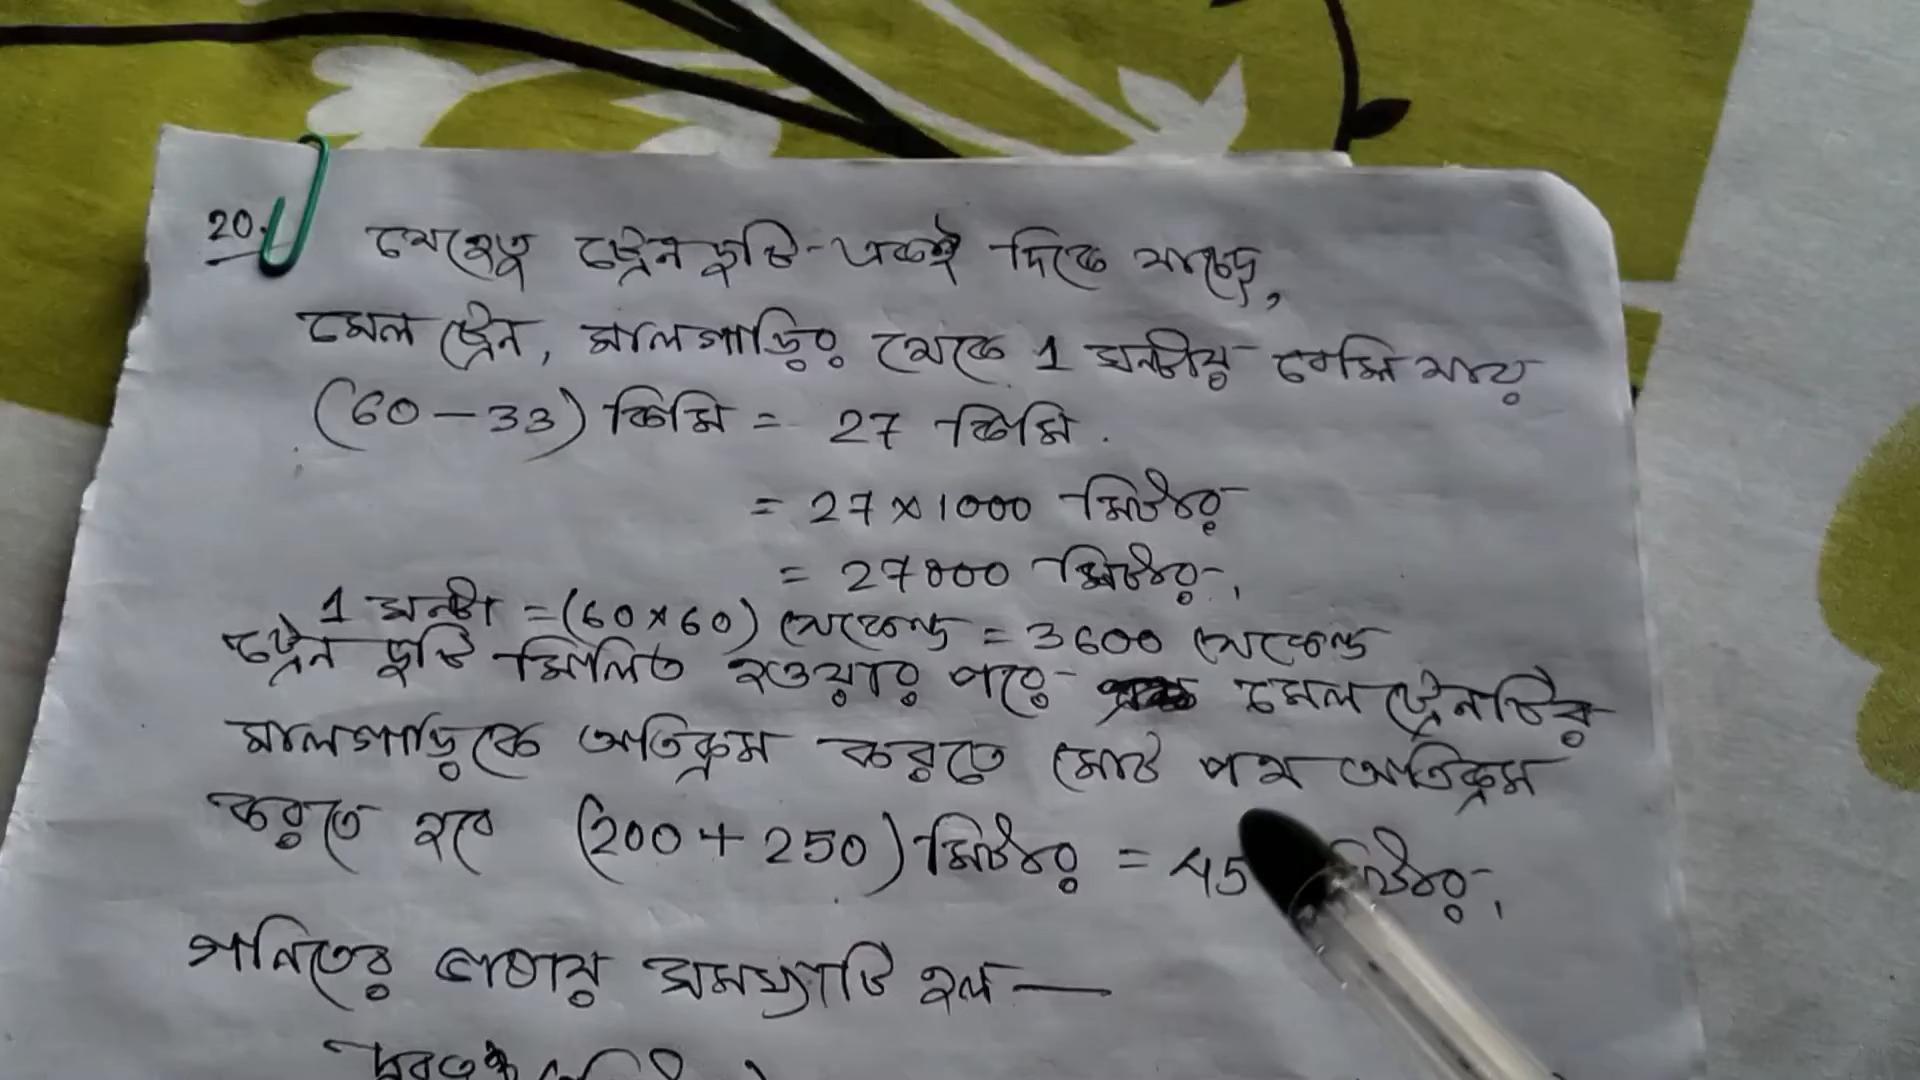 20. যেহেতু ট্রেন দুটি একই দিকে যাচ্ছে,
মেল ট্রেন, মালগাড়ির থেকে 1 ঘন্টায় বেশি যায়
(60-33) কিমি = 27 কিমি.
= 27×1000 মিটার
= 27000 মিটার।
1 ঘন্টা = (60×60) সেকেন্ড = 3600 সেকেন্ড
ট্রেন দুটি মিলিত হওয়ার পরে মেল ট্রেনটির
মালগাড়িকে অতিক্রম করতে মোট পথ অতিক্রম
করতে হবে (200+250) মিটার = 45 মিটার।
গনিতের ভাষায় সমস্যাটি হল —